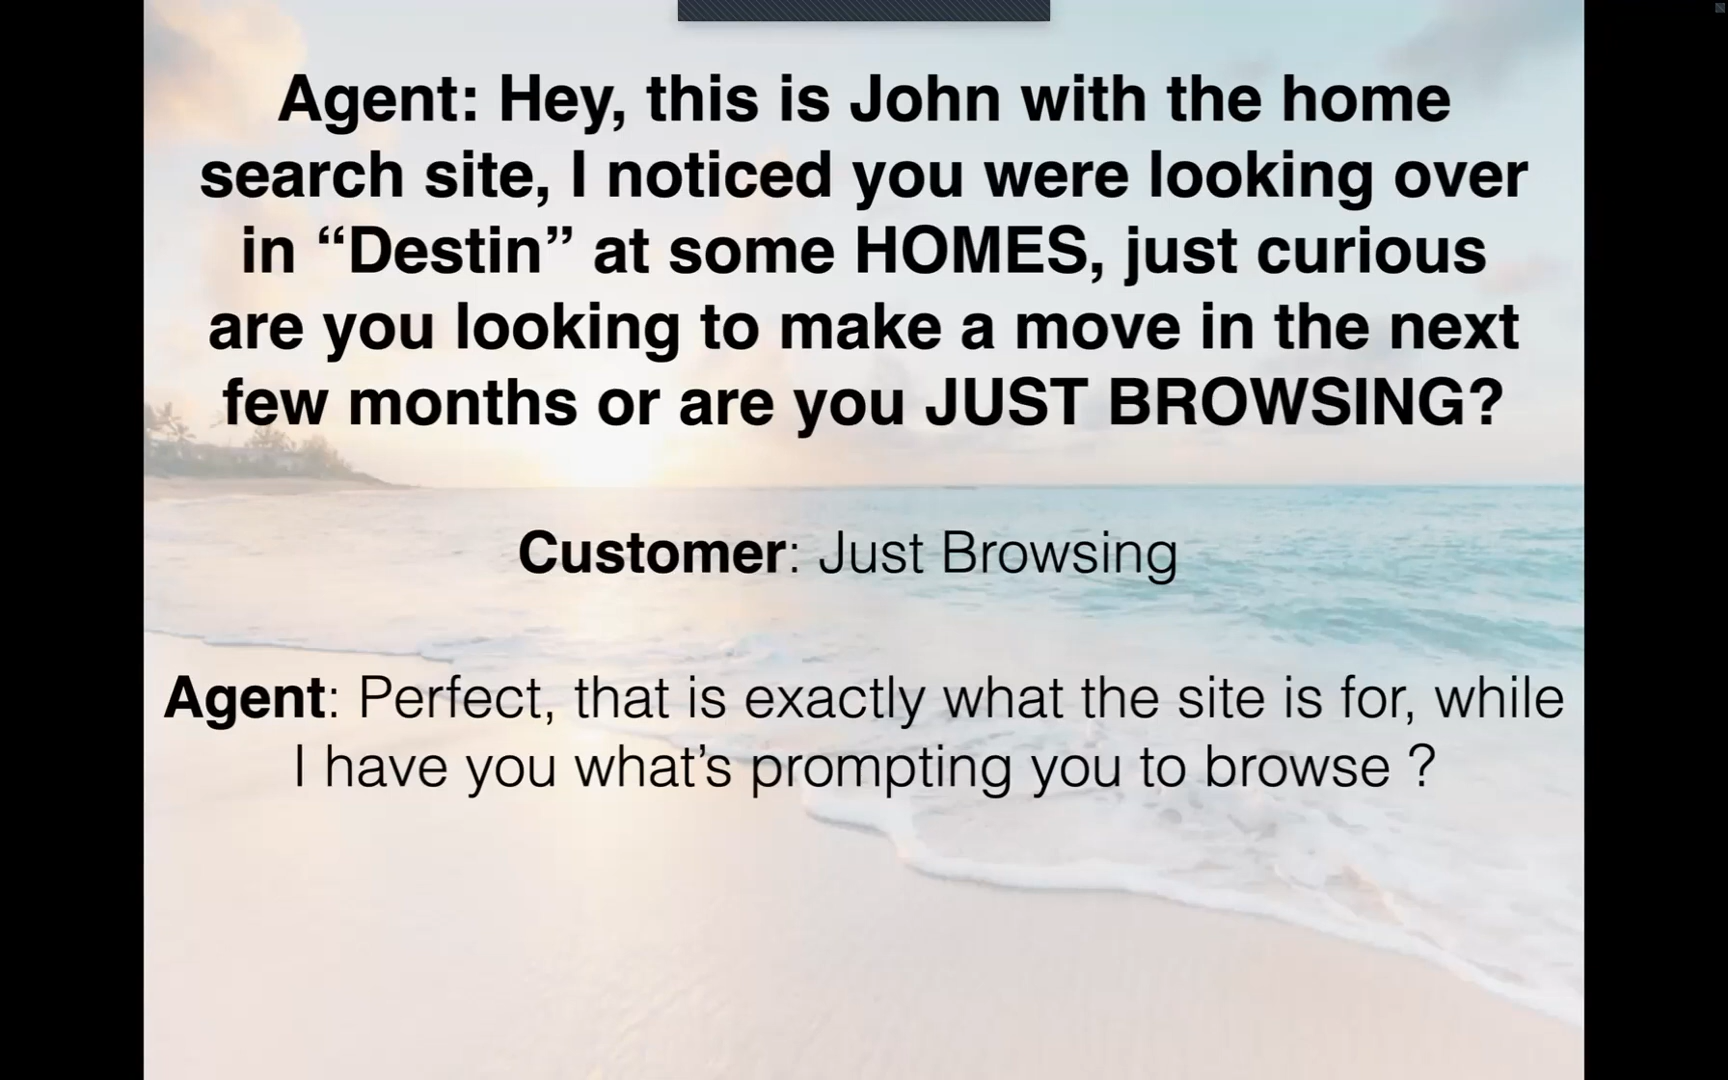 Agent: Hey, this is John with the home
search site, I noticed you were looking over
in “Destin” at some HOMES, just curious
are you looking to make a move in the next
few months or are you JUST BROWSING?
Customer: Just Browsing
Agent: Perfect, that is exactly what the site is for, while
I have you what’s prompting you to browse ?